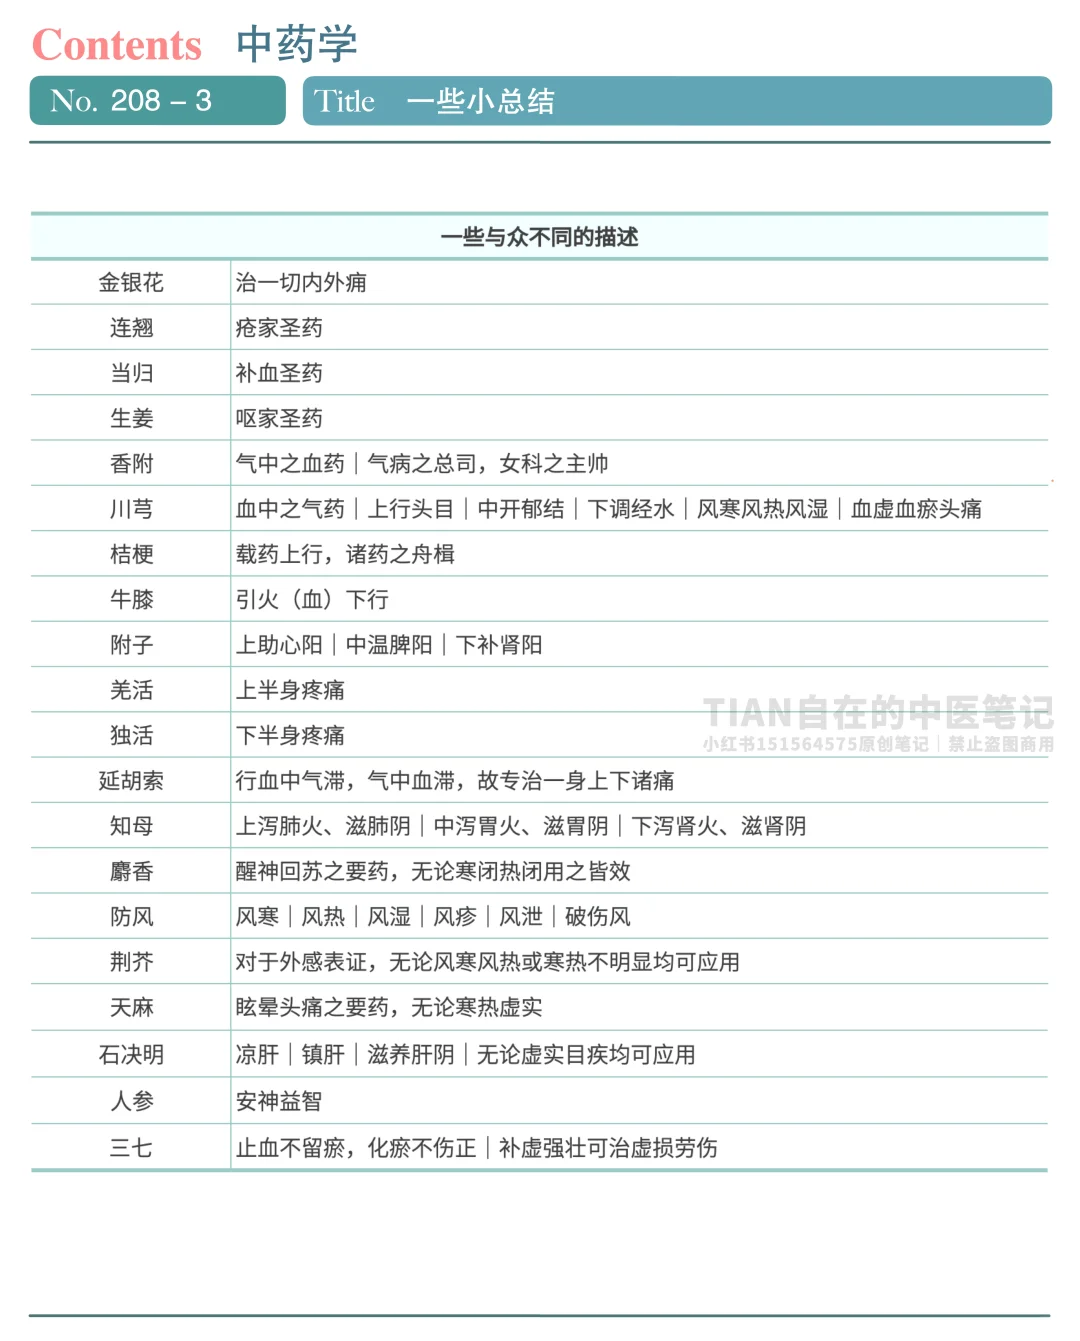 Contents 中药学
No. 208 – 3 Title 一些小总结
一些与众不同的描述
金银花 治一切内外痈
连翘 疮家圣药
当归 补血圣药
生姜 呕家圣药
香附 气中之血药｜气病之总司，女科之主帅
川芎 血中之气药｜上行头目｜中开郁结｜下调经水｜风寒风热风湿｜血虚血瘀头痛
桔梗 载药上行，诸药之舟楫
牛膝 引火（血）下行
附子 上助心阳｜中温脾阳｜下补肾阳
羌活 上半身疼痛
TIAN自在的中医笔记
独活 下半身疼痛
小红书151564575原创笔记｜禁止盗图商用
延胡索 行血中气滞，气中血滞，故专治一身上下诸痛
知母 上泻肺火、滋肺阴｜中泻胃火、滋胃阴｜下泻肾火、滋肾阴
麝香 醒神回苏之要药，无论寒闭热闭用之皆效
防风 风寒｜风热｜风湿｜风疹｜风泄｜破伤风
荆芥 对于外感表证，无论风寒风热或寒热不明显均可应用
天麻 眩晕头痛之要药，无论寒热虚实
石决明 凉肝｜镇肝｜滋养肝阴｜无论虚实目疾均可应用
人参 安神益智
三七 止血不留瘀，化瘀不伤正｜补虚强壮可治虚损劳伤